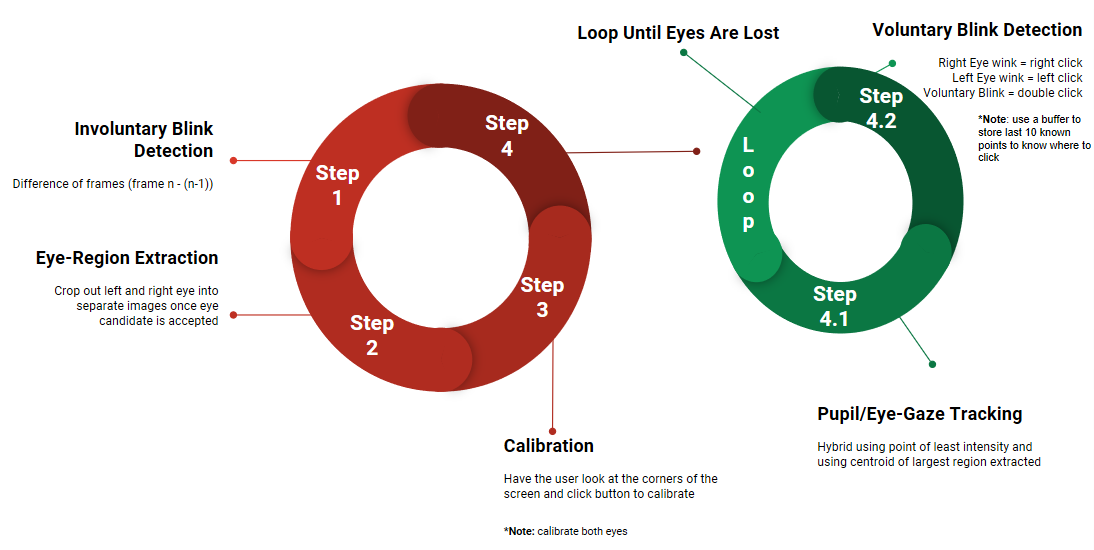 Loop Until Eyes Are Lost
Voluntary Blink Detection
Right Eye wink = right click
Left Eye wink = left click
Voluntary Blink = double click
*Note: use a buffer to
store last 10 known
points to know where to
click
Involuntary Blink
Detection
Difference of frames (frame n - (n-1))
Eye-Region Extraction
Crop out left and right eye into
separate images once eye
candidate is accepted
Step
1
Step
2
Step
3
Step
4
Calibration
Have the user look at the corners of the
screen and click button to calibrate
*Note: calibrate both eyes
L
o
o
p
Step
4.1
Step
4.2
Pupil/Eye-Gaze Tracking
Hybrid using point of least intensity and
using centroid of largest region extracted